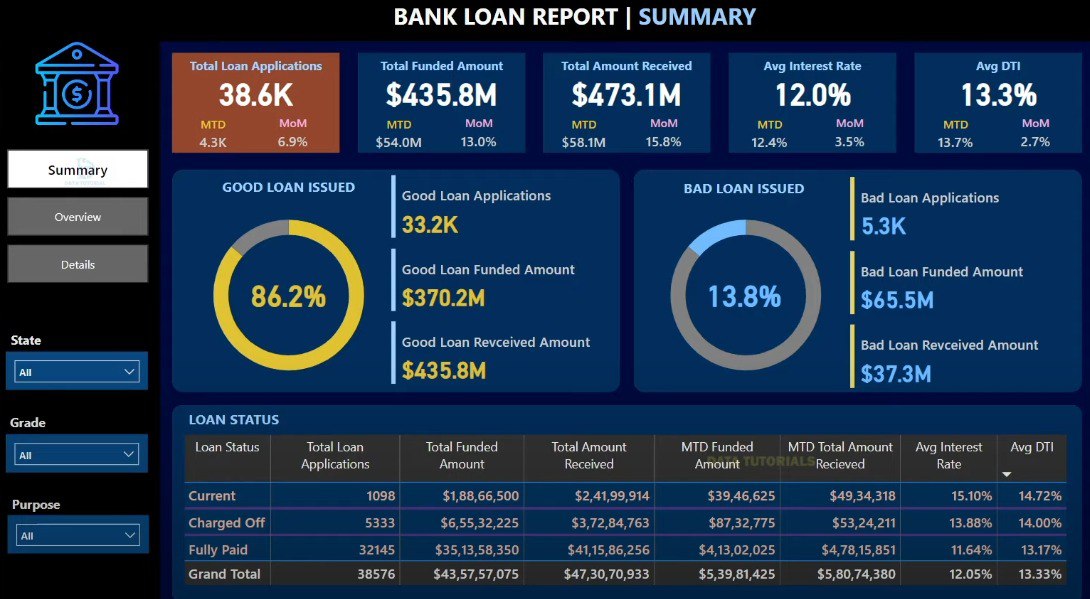 BANK LOAN REPORT | SUMMARY
Total Loan Applications
38.6K
MTD MoM
4.3K 6.9%
Total Funded Amount
$435.8M
MTD MoM
$54.0M 13.0%
Total Amount Received
$473.1M
MTD MoM
$58.1M 15.8%
Avg Interest Rate
12.0%
MTD MoM
12.4% 3.5%
Avg DTI
13.3%
MTD MoM
13.7% 2.7%
Summary
Overview
Details
State
All
Grade
All
Purpose
All
GOOD LOAN ISSUED
86.2%
Good Loan Applications
33.2K
Good Loan Funded Amount
$370.2M
Good Loan Revceived Amount
$435.8M
BAD LOAN ISSUED
13.8%
Bad Loan Applications
5.3K
Bad Loan Funded Amount
$65.5M
Bad Loan Revceived Amount
$37.3M
LOAN STATUS
Loan Status Total Loan Applications Total Funded Amount Total Amount Received MTD Funded Amount MTD Total Amount Recieved Avg Interest Rate Avg DTI
DATA TUTORIALS
Current 1098 $1,88,66,500 $2,41,99,914 $39,46,625 $49,34,318 15.10% 14.72%
Charged Off 5333 $6,55,32,225 $3,72,84,763 $87,32,775 $53,24,211 13.88% 14.00%
Fully Paid 32145 $35,13,58,350 $41,15,86,256 $4,13,02,025 $4,78,15,851 11.64% 13.17%
Grand Total 38576 $43,57,57,075 $47,30,70,933 $5,39,81,425 $5,80,74,380 12.05% 13.33%